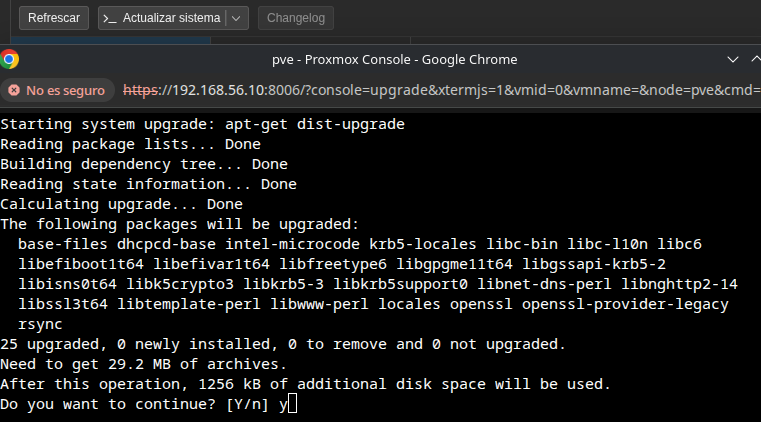 Refrescar
>_ Actualizar sistema
Changelog
pve - Proxmox Console - Google Chrome
No es seguro https://192.168.56.10:8006/?console=upgrade&xtermjs=1&vmid=0&vmname=&node=pve&cmd=
Starting system upgrade: apt-get dist-upgrade
Reading package lists... Done
Building dependency tree... Done
Reading state information... Done
Calculating upgrade... Done
The following packages will be upgraded:
  base-files dhcpcd-base intel-microcode krb5-locales libc-bin libc-l10n libc6
  libefiboot1t64 libefivar1t64 libfreetype6 libgpgme11t64 libgssapi-krb5-2
  libisns0t64 libk5crypto3 libkrb5-3 libkrb5support0 libnet-dns-perl libnghttp2-14
  libssl3t64 libtemplate-perl libwww-perl locales openssl openssl-provider-legacy
  rsync
25 upgraded, 0 newly installed, 0 to remove and 0 not upgraded.
Need to get 29.2 MB of archives.
After this operation, 1256 kB of additional disk space will be used.
Do you want to continue? [Y/n] y